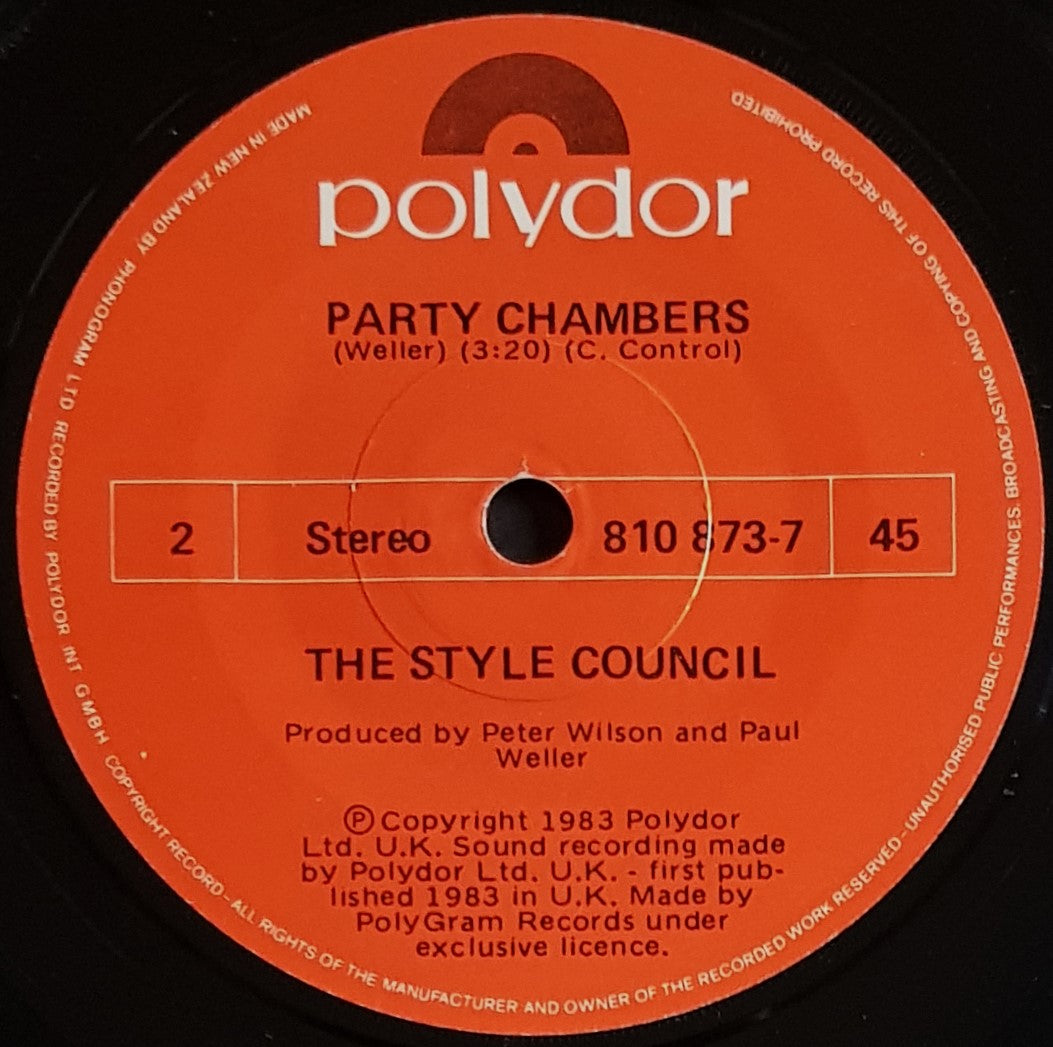 polydor
PARTY CHAMBERS
(Weller) (3:20) (C. Control)
2 Stereo 810 873-7 45
THE STYLE COUNCIL
Produced by Peter Wilson and Paul
Weller
Ⓟ Copyright 1983 Polydor
Ltd. U.K. Sound recording made
by Polydor Ltd. U.K. - first pub-
lished 1983 in U.K. Made by
PolyGram Records under
exclusive licence.
MADE IN NEW ZEALAND BY PHONOGRAM LTD RECORDED BY POLYDOR INT GMBH COPYRIGHT RECORD - ALL RIGHTS OF THE MANUFACTURER AND OWNER OF THE RECORDED WORK RESERVED - UNAUTHORISED PUBLIC PERFORMANCES. BROADCASTING AND COPYING OF THIS RECORD PROHIBITED